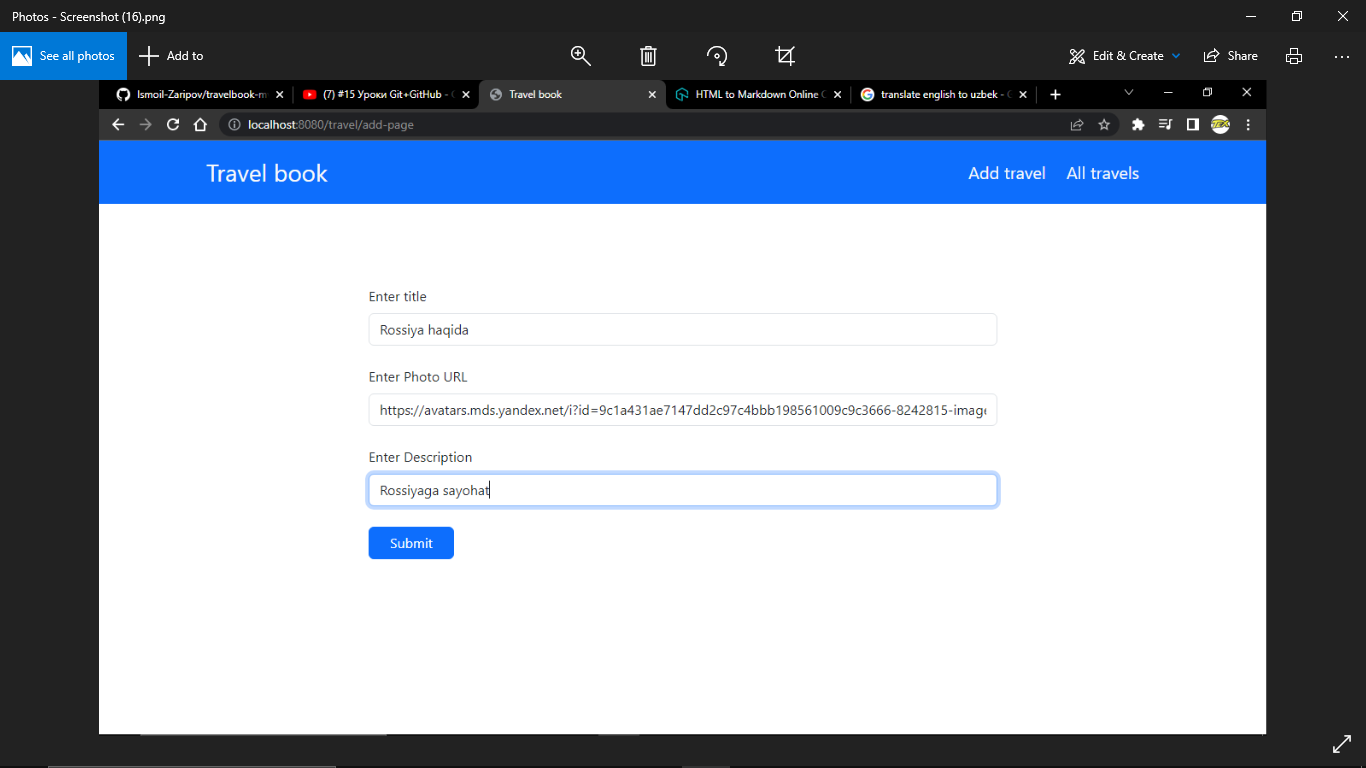 Photos - Screenshot (16).png
See all photos
Add to
Edit & Create
Share
Ismoil-Zaripov/travelbook-m
(7) #15 Уроки Git+GitHub -
Travel book
HTML to Markdown Online
translate english to uzbek -
localhost:8080/travel/add-page
Travel book
Add travel
All travels
Enter title
Rossiya haqida
Enter Photo URL
https://avatars.mds.yandex.net/i?id=9c1a431ae7147dd2c97c4bbb198561009c9c3666-8242815-image
Enter Description
Rossiyaga sayohat
Submit